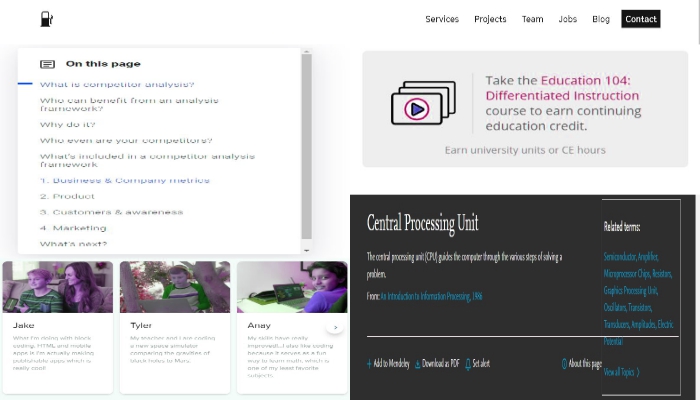 Services Projects Team Jobs Blog Contact
On this page
What is competitor analysis?
Who can benefit from an analysis
framework?
Why do it?
Who even are your competitors?
What's included in a competitor analysis
framework
1. Business & Company metrics
2. Product
3. Customers & awareness
4. Marketing
What's next?
Take the Education 104:
Differentiated Instruction
course to earn continuing
education credit.
Earn university units or CE hours
Jake
What I'm doing with block
coding, HTML and mobile
apps is I'm actually making
publishable apps which is
really cool!
Tyler
My teacher and I are coding
a new space simulator
comparing the gravities of
black holes to Mars.
Anay
My skills have really
improved...I also like coding
because it serves as a fun
way to learn math, which is
one of my least favorite
subjects.
Central Processing Unit
The central processing unit (CPU) guides the computer through the various steps of solving a
problem.
From: An Introduction to Information Processing, 1986
Add to Mendeley Download as PDF Set alert About this page
Related terms:
Semiconductor, Amplifier,
Microprocessor Chips, Resistors,
Graphics Processing Unit,
Oscillators, Transistors,
Transducers, Amplitudes, Electric
Potential
View all Topics